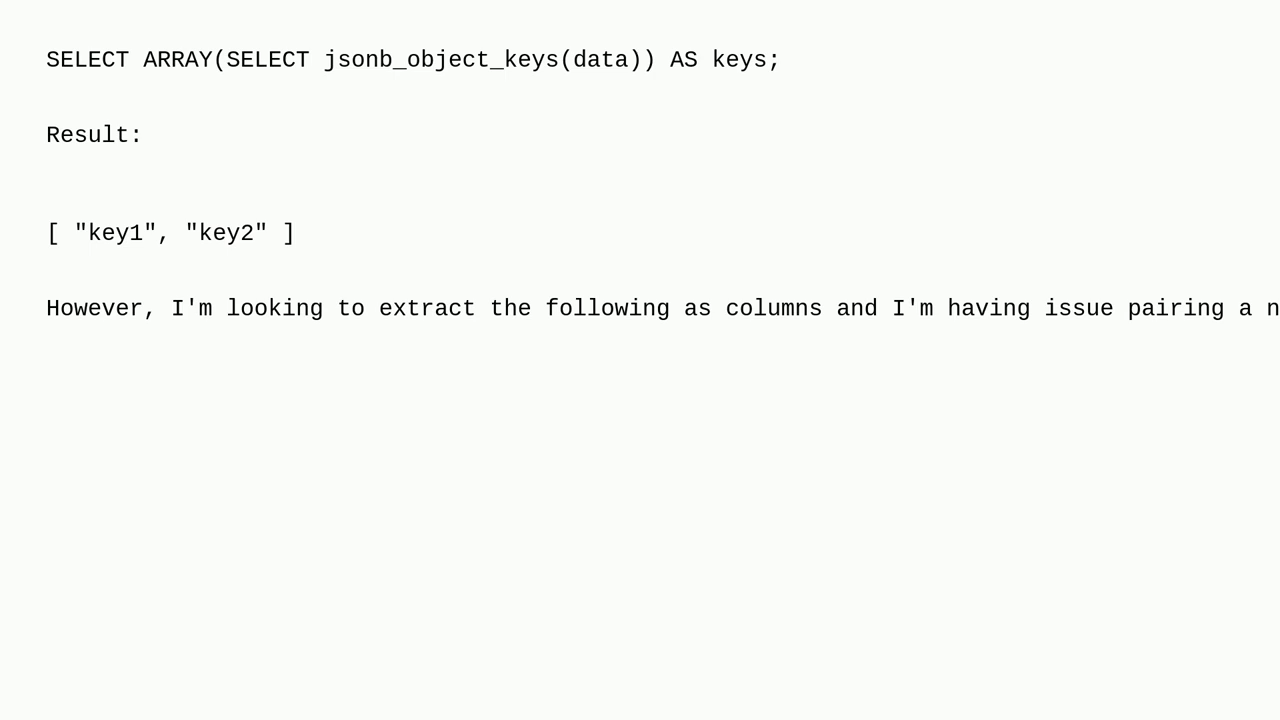 SELECT ARRAY(SELECT jsonb_object_keys(data)) AS keys;
Result:
[ "key1", "key2" ]
However, I'm looking to extract the following as columns and I'm having issue pairing a n